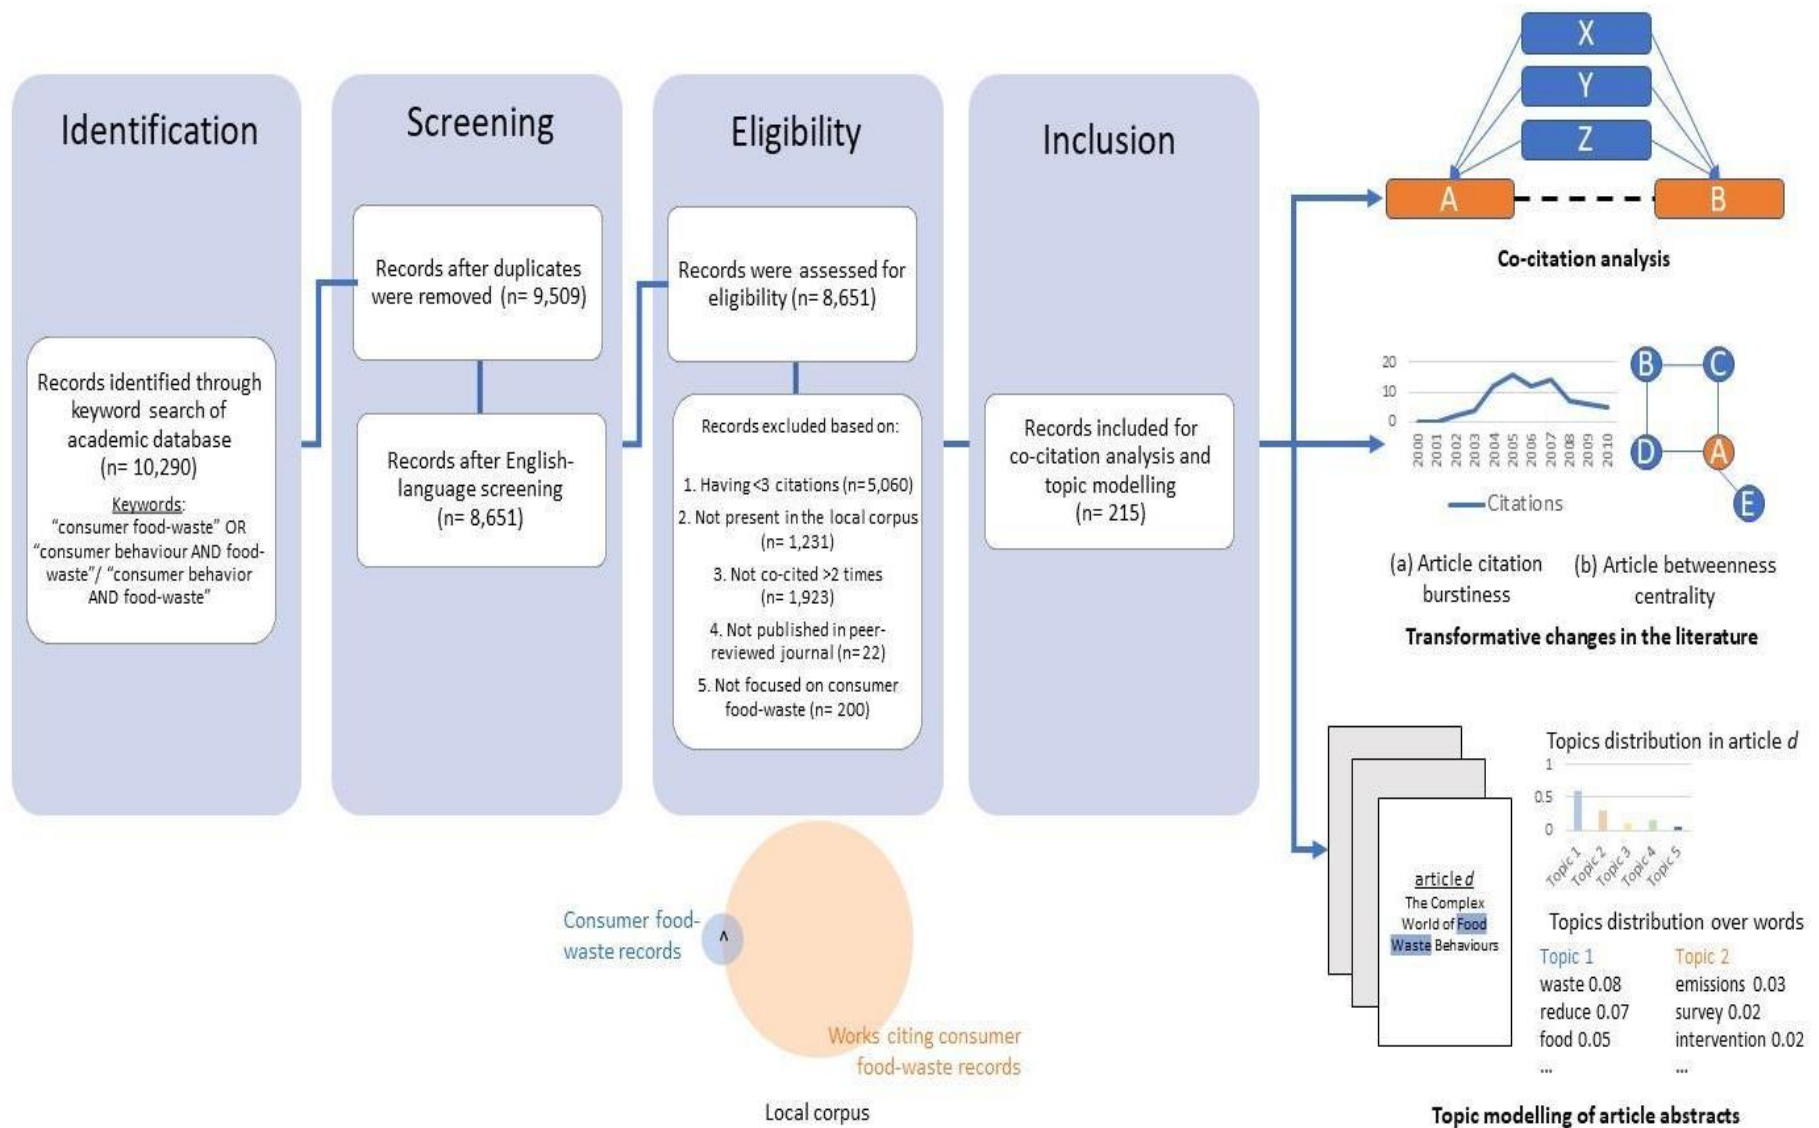 Identification
Records identified through
keyword search of
academic database
(n= 10,290)
Keywords:
"consumer food-waste" OR
"consumer behaviour AND food-
waste"/ "consumer behavior
AND food-waste"
Screening
Records after duplicates
were removed (n= 9,509)
Records after English-
language screening
(n= 8,651)
Eligibility
Records were assessed for
eligibility (n= 8,651)
Records excluded based on:
1. Having <3 citations (n=5,060)
2. Not present in the local corpus
(n= 1,231)
3. Not co-cited >2 times
(n= 1,923)
4. Not published in peer-
reviewed journal (n=22)
5. Not focused on consumer
food-waste (n= 200)
Inclusion
Records included for
co-citation analysis and
topic modelling
(n= 215)
X
Y
Z
A
B
Co-citation analysis
20
10
0
2000
2001
2002
2003
2004
2005
2006
2007
2008
2009
2010
Citations
B
C
D
A
E
(a) Article citation
burstiness
(b) Article betweenness
centrality
Transformative changes in the literature
article d
The Complex
World of Food
Waste Behaviours
Topics distribution in article d
1
0.5
0
Topic 1
Topic 2
Topic 3
Topic 4
Topic 5
Topics distribution over words
Topic 1
waste 0.08
reduce 0.07
food 0.05
...
Topic 2
emissions 0.03
survey 0.02
intervention 0.02
...
Topic modelling of article abstracts
Consumer food-
waste records
^
Works citing consumer
food-waste records
Local corpus